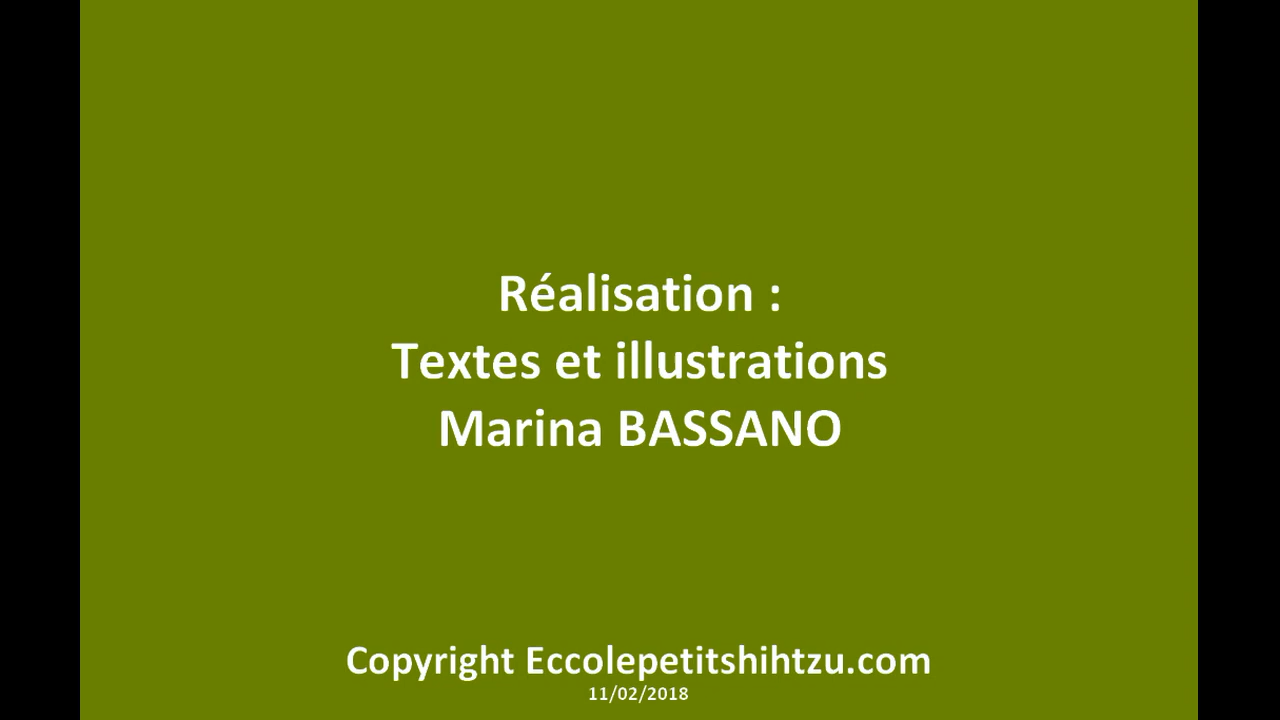 Réalisation :
Textes et illustrations
Marina BASSANO
Copyright Eccolepetitshihtzu.com
11/02/2018